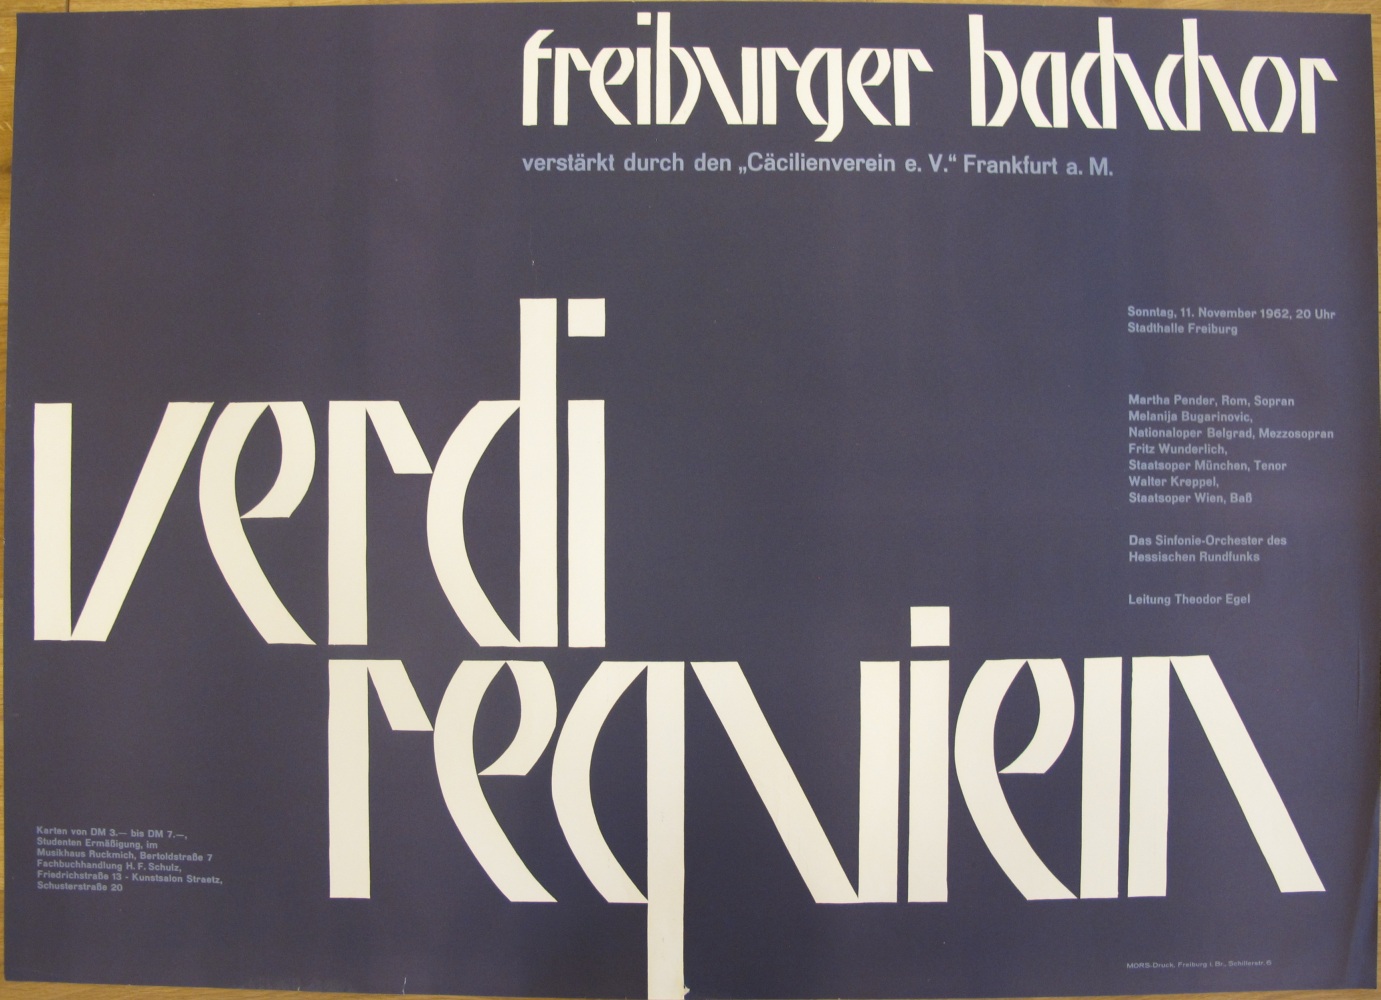 freiburger bachchor
verstärkt durch den „Cäcilienverein e. V.“ Frankfurt a. M.
verdi
requiem
Sonntag, 11. November 1962, 20 Uhr
Stadthalle Freiburg
Martha Pender, Rom, Sopran
Melanija Bugarinovic,
Nationaloper Belgrad, Mezzosopran
Fritz Wunderlich,
Staatsoper München, Tenor
Walter Kreppel,
Staatsoper Wien, Baß
Das Sinfonie-Orchester des
Hessischen Rundfunks
Leitung Theodor Egel
Karten von DM 3.— bis DM 7.—,
Studenten Ermäßigung, im
Musikhaus Ruckmich, Bertoldstraße 7
Fachbuchhandlung H. F. Schulz,
Friedrichstraße 13 - Kunstsalon Straetz,
Schusterstraße 20
MORS-Druck, Freiburg i. Br., Schillerstr. 6